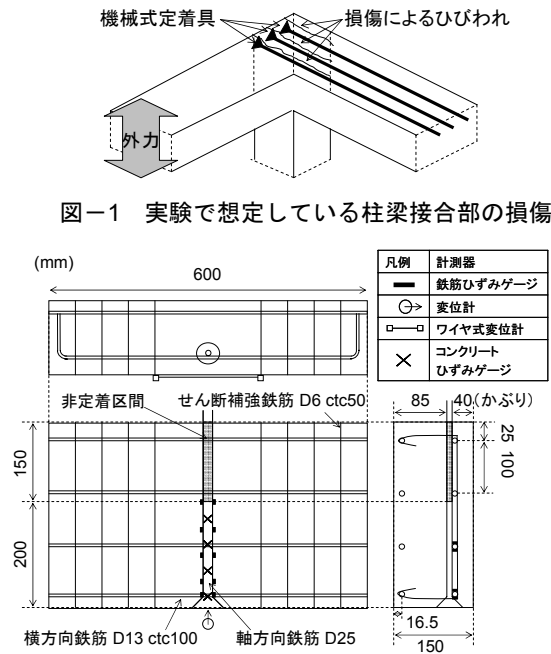 機械式定着具
損傷によるひびわれ
外力
図－1 実験で想定している柱梁接合部の損傷
(mm)
600
凡例 計測器
鉄筋ひずみゲージ
変位計
ワイヤ式変位計
コンクリート
ひずみゲージ
非定着区間
せん断補強鉄筋 D6 ctc50
85
40(かぶり)
25
100
150
200
横方向鉄筋 D13 ctc100
軸方向鉄筋 D25
16.5
150